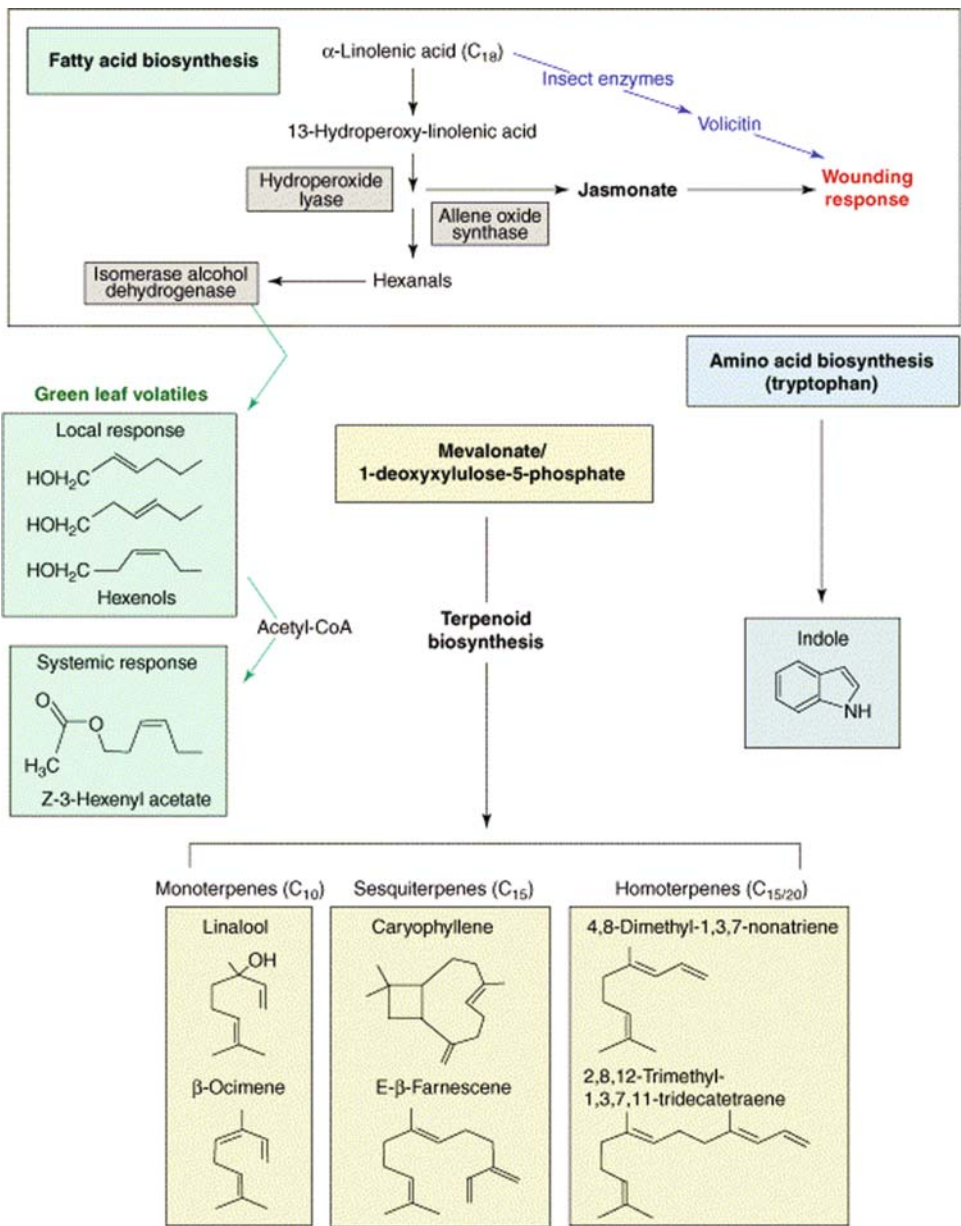 Fatty acid biosynthesis
α-Linolenic acid (C18)
Insect enzymes
Volicitin
13-Hydroperoxy-linolenic acid
Wounding
response
Hydroperoxide
lyase
Jasmonate
Allene oxide
synthase
Isomerase alcohol
dehydrogenase
Hexanals
Amino acid biosynthesis
(tryptophan)
Green leaf volatiles
Local response
HOH2C
HOH2C
HOH2C
Hexenols
Mevalonate/
1-deoxyxylulose-5-phosphate
Acetyl-CoA
Terpenoid
biosynthesis
Indole
NH
Systemic response
O
O
H3C
Z-3-Hexenyl acetate
Monoterpenes (C10)
Sesquiterpenes (C15)
Homoterpenes (C15/20)
Linalool
OH
Caryophyllene
4,8-Dimethyl-1,3,7-nonatriene
β-Ocimene
E-β-Farnescene
2,8,12-Trimethyl-
1,3,7,11-tridecatetraene